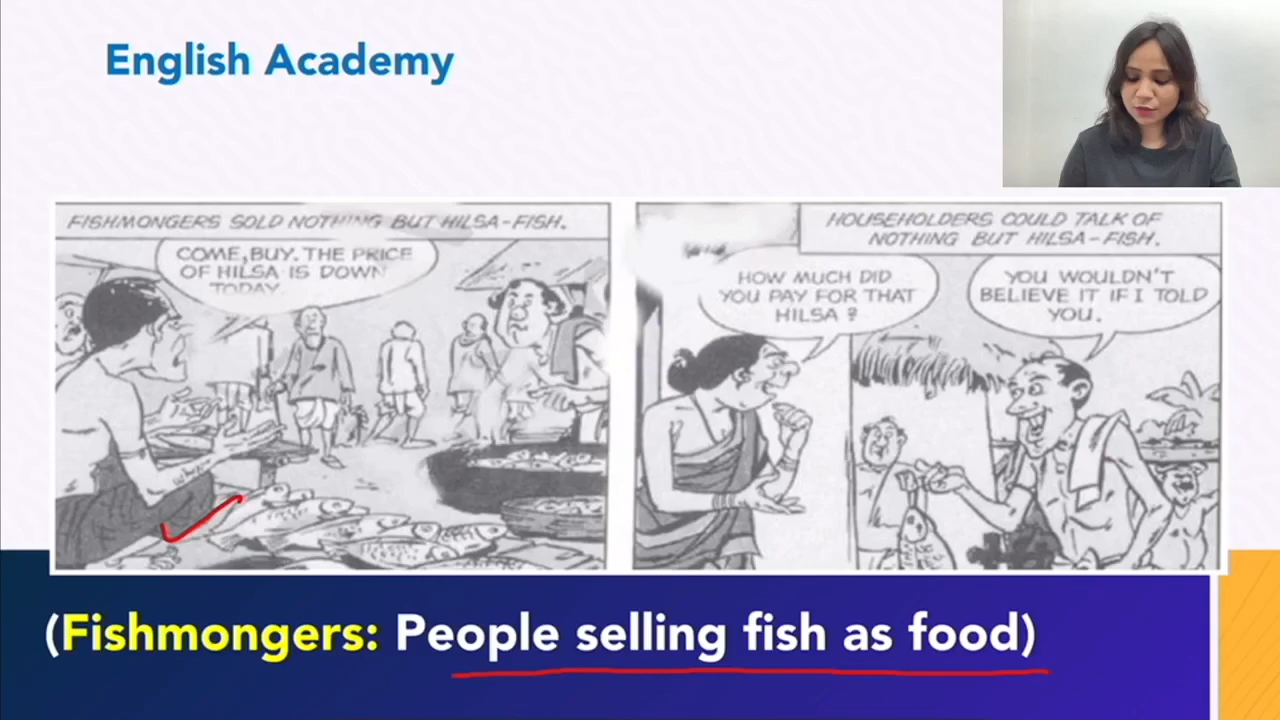 English Academy
FISHMONGERS SOLD NOTHING BUT HILSA-FISH.
COME, BUY. THE PRICE
OF HILSA IS DOWN
TODAY.
HOUSEHOLDERS COULD TALK OF
NOTHING BUT HILSA-FISH.
HOW MUCH DID
YOU PAY FOR THAT
HILSA?
YOU WOULDN'T
BELIEVE IT IF I TOLD
YOU.
(Fishmongers: People selling fish as food)